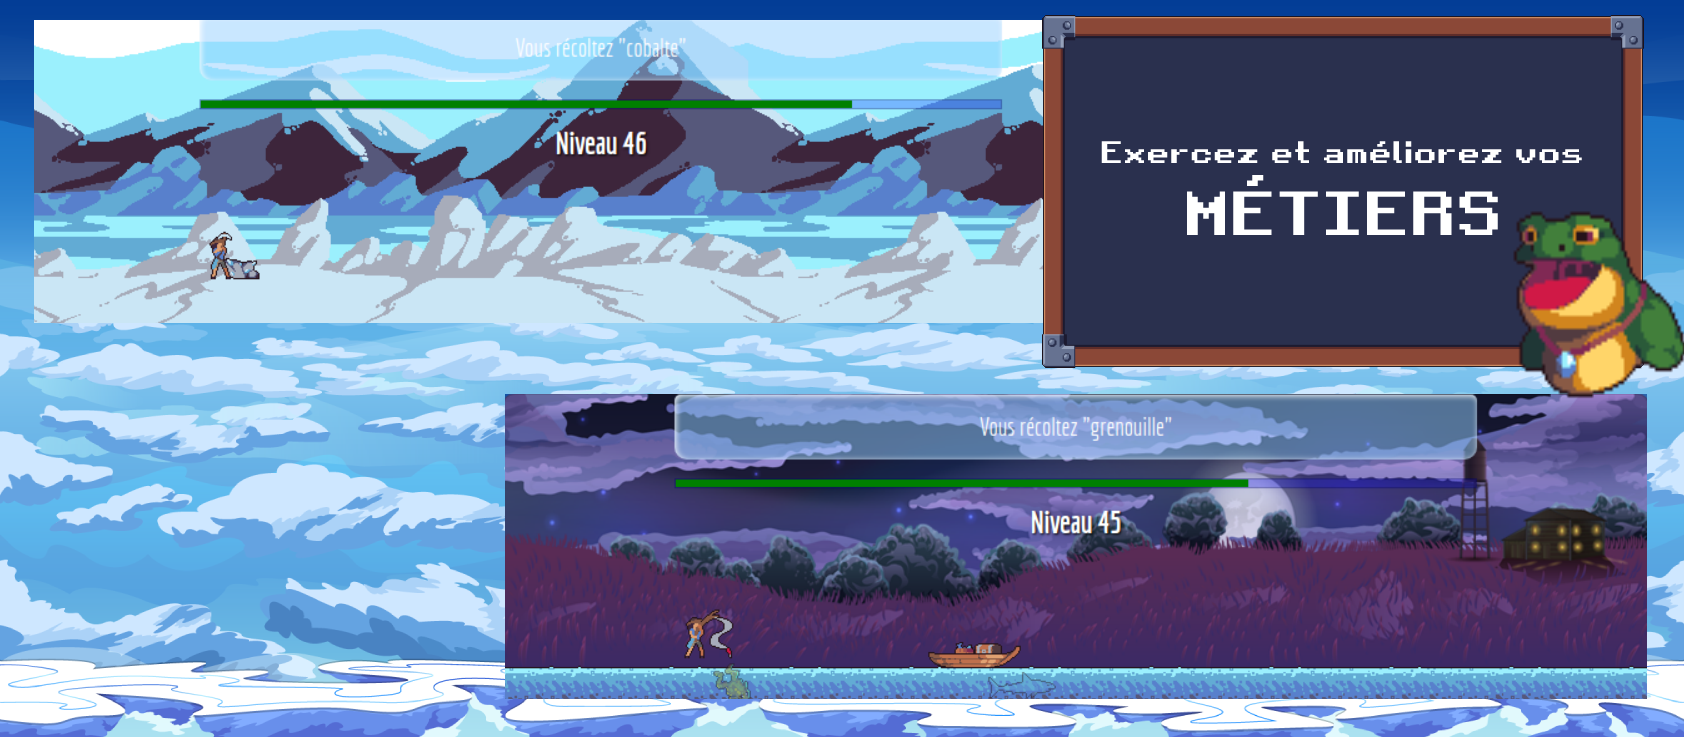 Vous récoltez "cobalte"
Niveau 46
Exercez et améliorez vos
MÉTIERS
Vous récoltez "grenouille"
Niveau 45